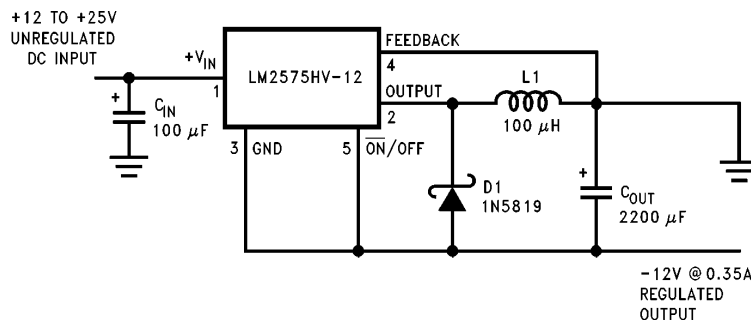 +12 TO +25V
UNREGULATED
DC INPUT
+VIN
1
LM2575HV-12
FEEDBACK
4
OUTPUT
2
L1
100 μH
+
CIN
100 μF
3 GND
5 ON/OFF
D1
1N5819
+
COUT
2200 μF
-12V @ 0.35A
REGULATED
OUTPUT